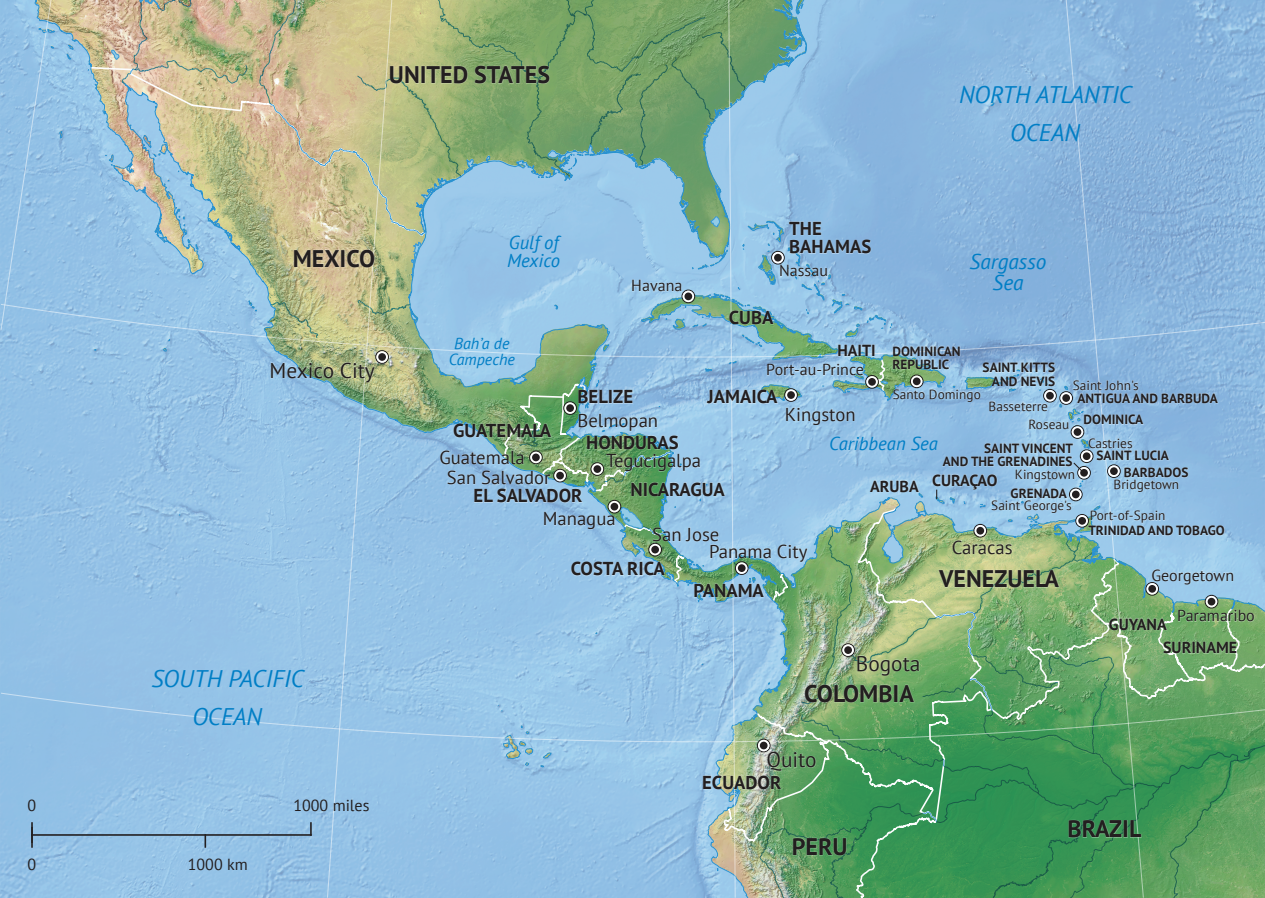 UNITED STATES
NORTH ATLANTIC
OCEAN
THE
BAHAMAS
Nassau
Gulf of
Mexico
MEXICO
Sargasso
Sea
Havana
CUBA
Bah'a de
Campeche
Mexico City
HAITI
DOMINICAN
REPUBLIC
Port-au-Prince
Santo Domingo
SAINT KITTS
AND NEVIS
Basseterre
Saint John's
ANTIGUA AND BARBUDA
JAMAICA
Kingston
BELIZE
Belmopan
Roseau
DOMINICA
GUATEMALA
Guatemala
HONDURAS
Tegucigalpa
Caribbean Sea
Castries
SAINT LUCIA
SAINT VINCENT
AND THE GRENADINES
Kingstown
BARBADOS
Bridgetown
San Salvador
EL SALVADOR
NICARAGUA
Managua
ARUBA
CURAÇAO
GRENADA
Saint George's
Port-of-Spain
TRINIDAD AND TOBAGO
San Jose
COSTA RICA
Panama City
PANAMA
Caracas
VENEZUELA
Georgetown
GUYANA
Paramaribo
SURINAME
Bogota
COLOMBIA
SOUTH PACIFIC
OCEAN
Quito
ECUADOR
PERU
BRAZIL
0
1000 miles
0
1000 km